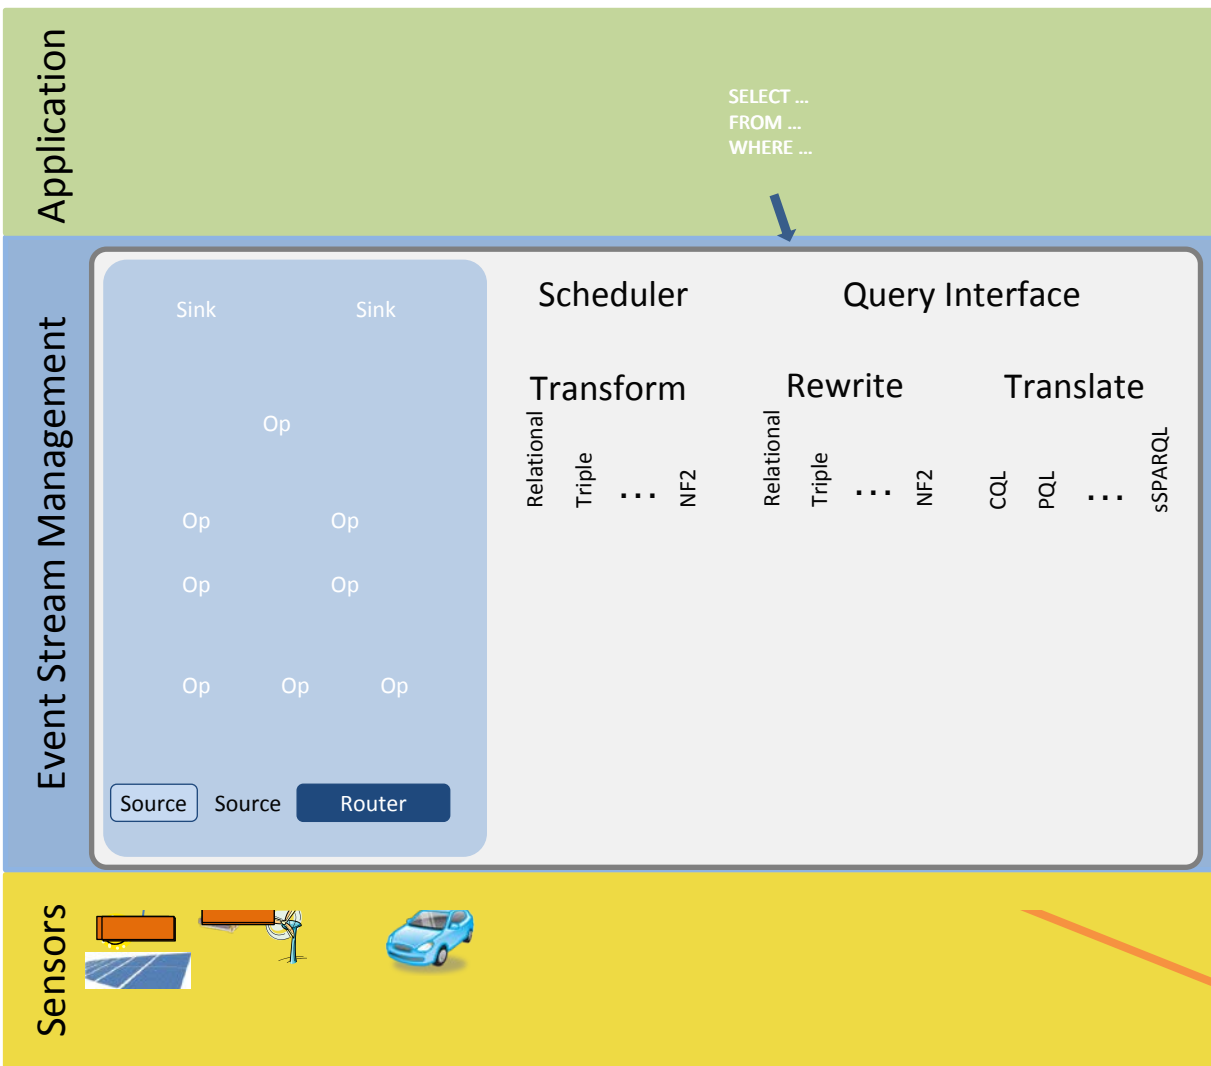 Application
SELECT ...
FROM ...
WHERE ...
Event Stream Management
Sink Sink
Op
Op Op
Op Op
Op Op Op
Source Source Router
Scheduler Query Interface
Transform Rewrite Translate
Relational Triple ... NF2
Relational Triple ... NF2
CQL PQL ... sSPARQL
Sensors